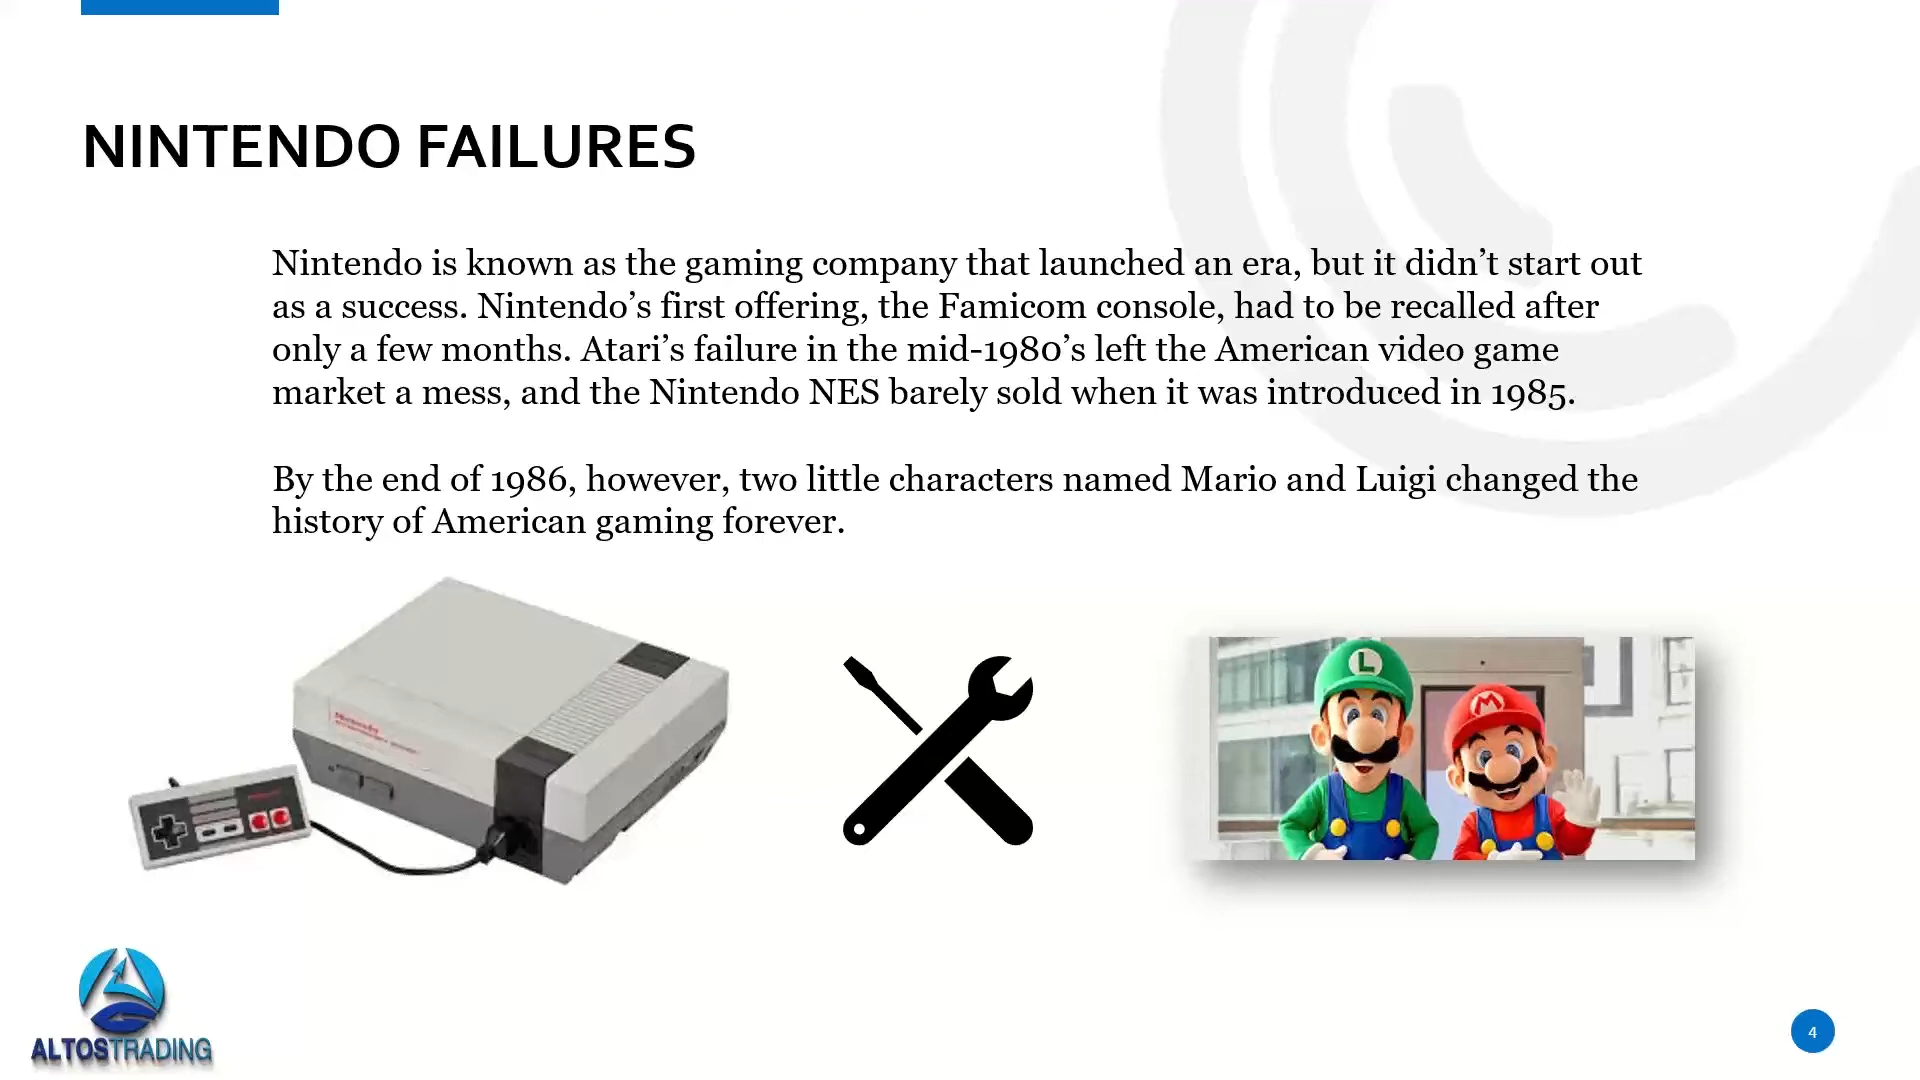 NINTENDO FAILURES
Nintendo is known as the gaming company that launched an era, but it didn’t start out
as a success. Nintendo’s first offering, the Famicom console, had to be recalled after
only a few months. Atari’s failure in the mid-1980’s left the American video game
market a mess, and the Nintendo NES barely sold when it was introduced in 1985.
By the end of 1986, however, two little characters named Mario and Luigi changed the
history of American gaming forever.
Nintendo
L
M
ALTOSTRADING
4